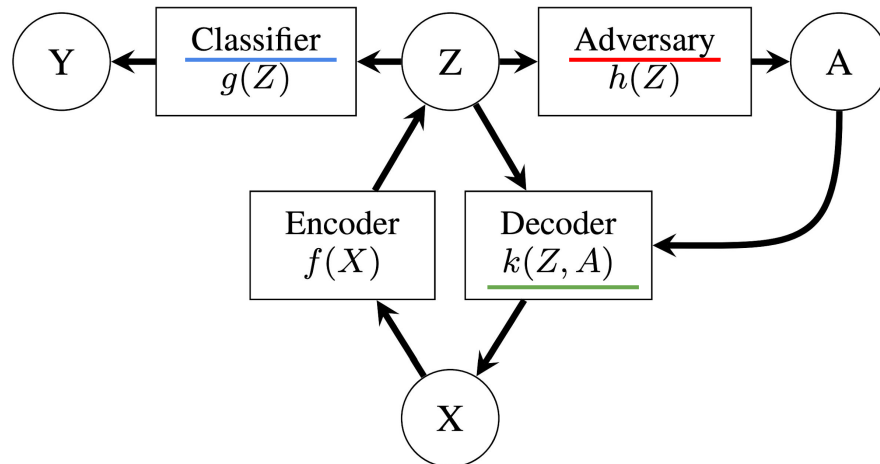 Y
Classifier
g(Z)
Z
Adversary
h(Z)
A
Encoder
f(X)
Decoder
k(Z, A)
X